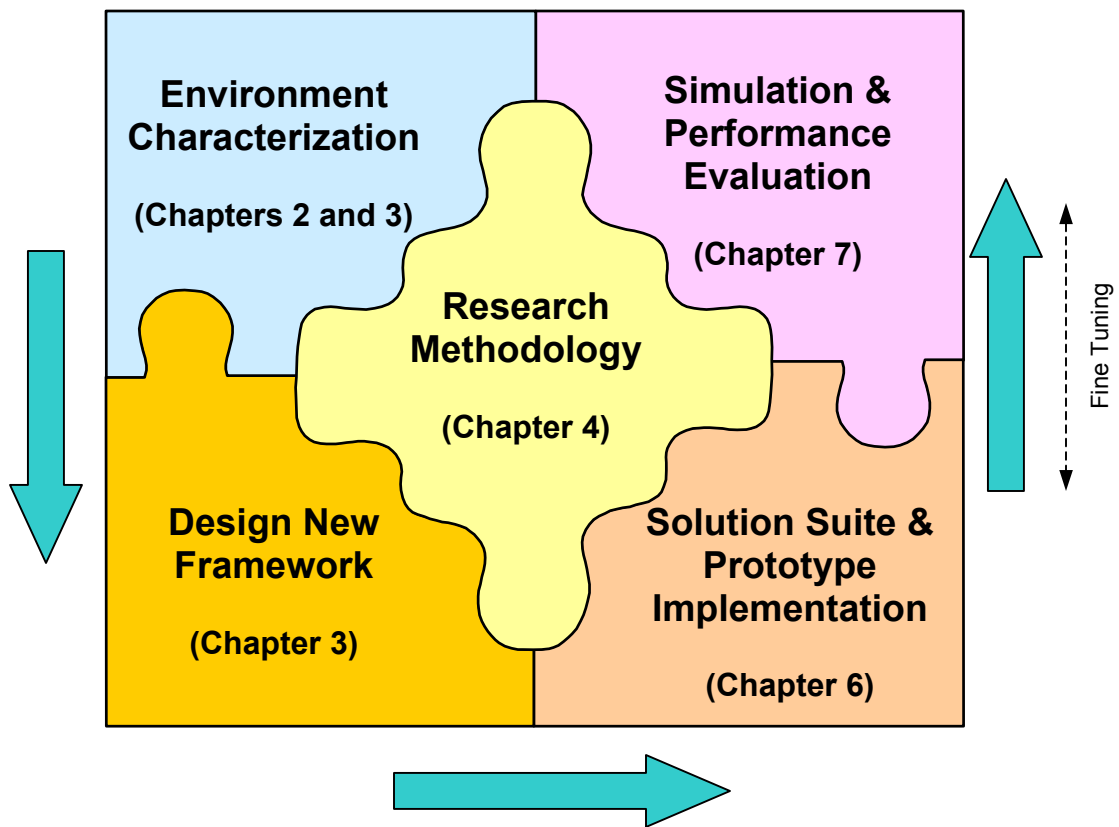 Environment
Characterization
(Chapters 2 and 3)
Simulation &
Performance
Evaluation
(Chapter 7)
Research
Methodology
(Chapter 4)
Design New
Framework
(Chapter 3)
Solution Suite &
Prototype
Implementation
(Chapter 6)
Fine Tuning